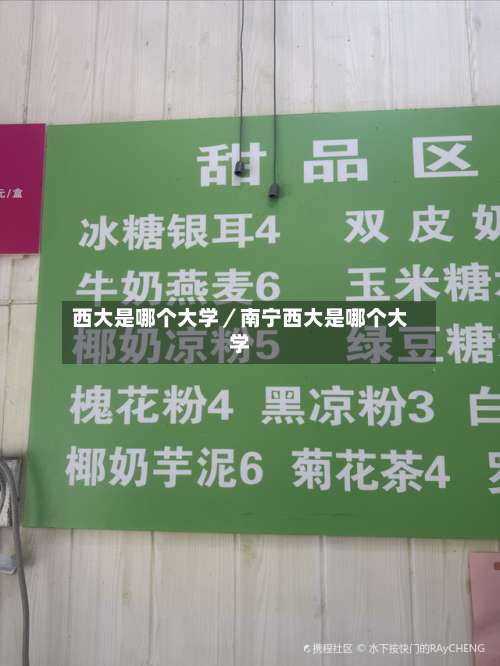 甜品区
元/盒
冰糖银耳4 双皮奶
牛奶燕麦6 玉米糖
西大是哪个大学/南宁西大是哪个大
学
椰奶凉粉5 绿豆糖
槐花粉4 黑凉粉3 白
椰奶芋泥6 菊花茶4
携程社区 © 水下按快门的RAyCHENG